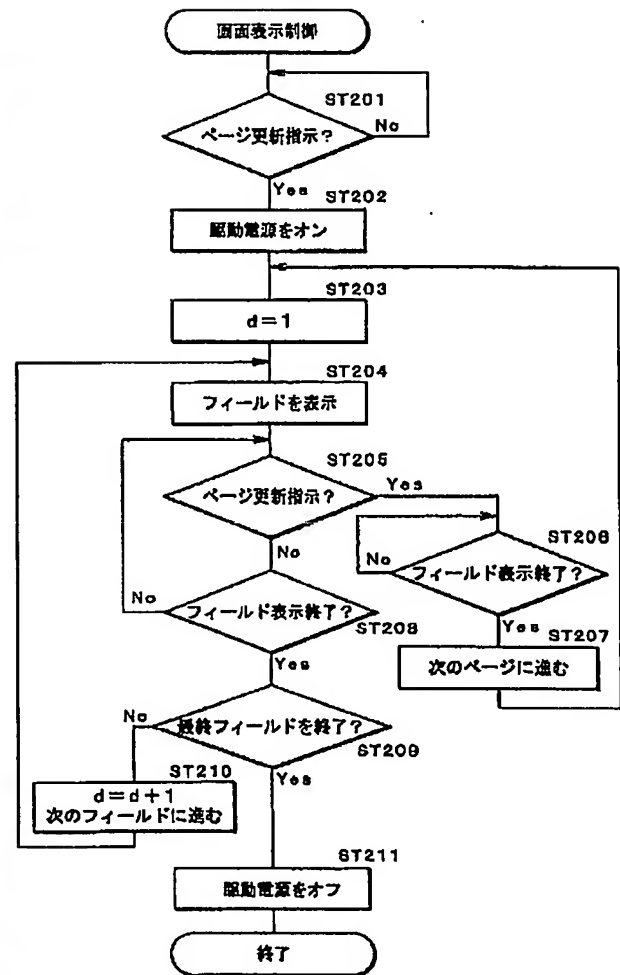 画面表示制御
ST201
ページ更新指示?
No
Yes
ST202
駆動電源をオン
ST203
d=1
ST204
フィールドを表示
ST205
ページ更新指示?
Yes
No
ST206
フィールド表示終了?
No
Yes
ST207
次のページに進む
フィールド表示終了?
No
ST208
Yes
最終フィールドを終了?
No
ST209
Yes
ST210
d=d+1
次のフィールドに進む
ST211
駆動電源をオフ
終了